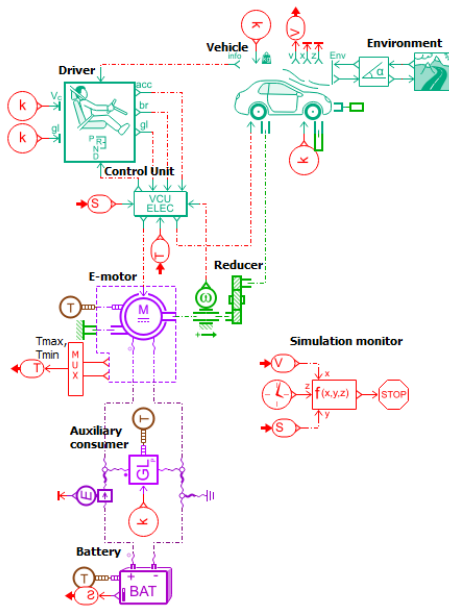 k
V
Vehicle
info
v x z
Env
Environment
α
Driver
acc
br
gl
Vc
k
gl
k
P
R
N
D
k
Control Unit
VCU
ELEC
S
T
E-motor
Reducer
ω
T
M
+
Tmax,
Tmin
T
MUX
Simulation monitor
V
x
z
f(x,y,z)
STOP
y
S
T
Auxiliary
consumer
GL
P
E
k
Battery
T
+ -
BAT
S